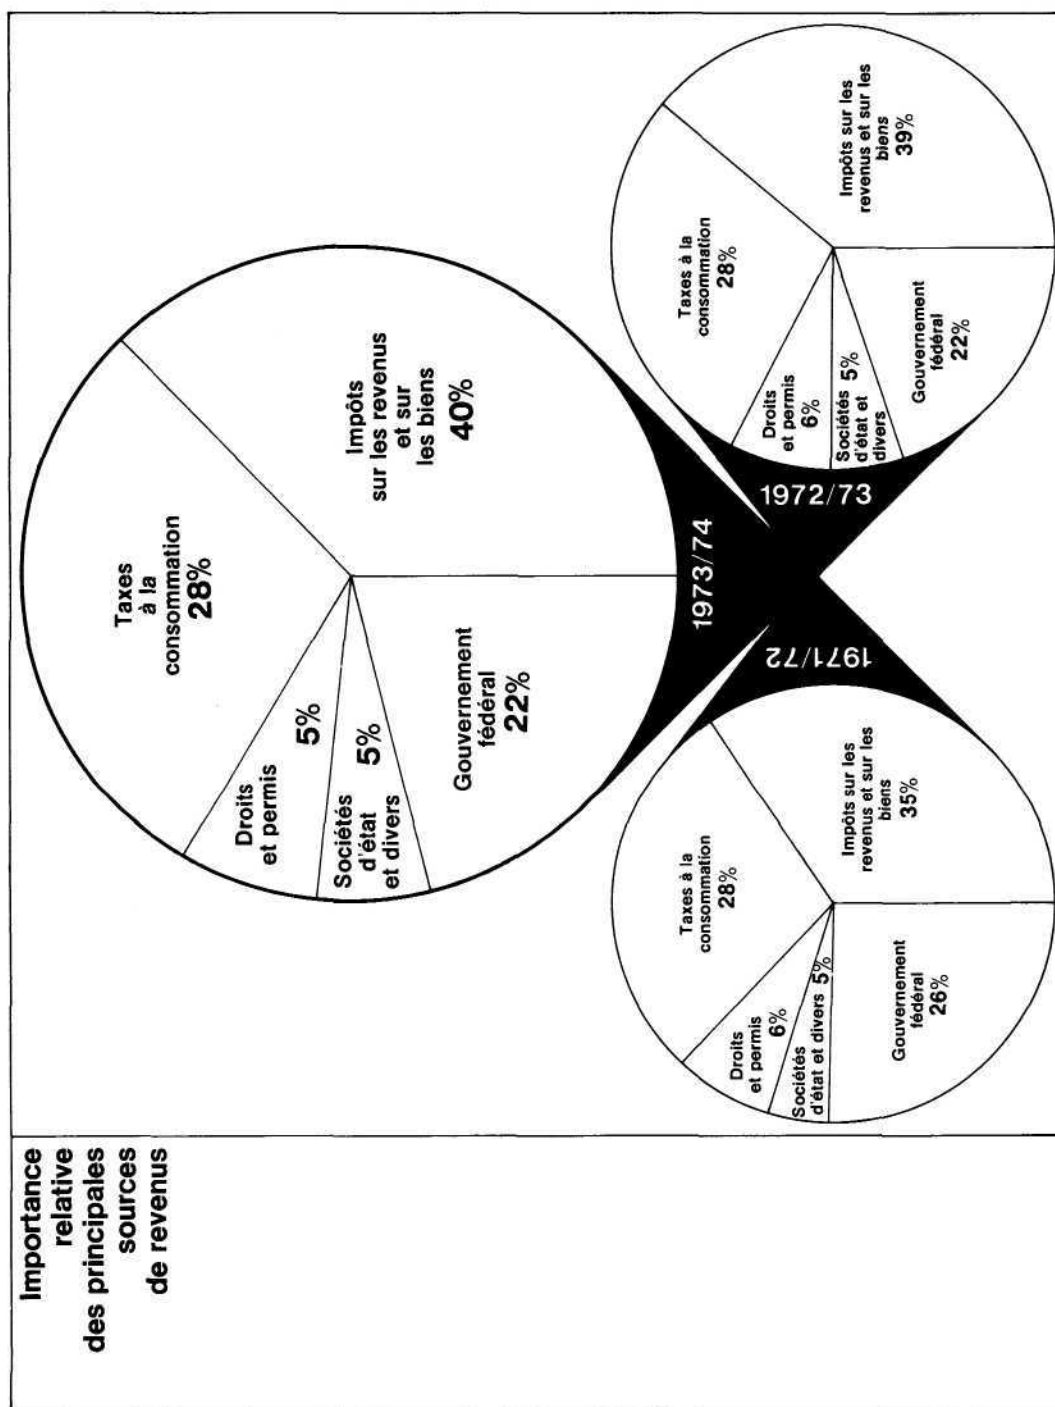 Importance
relative
des principales
sources
de revenus
Taxes
à la
consommation
28%
Impôts
sur les revenus
et sur
les biens
40%
Droits
et permis
5%
Sociétés
d'état
et divers
5%
Gouvernement
fédéral
22%
1973/74
1971/72
1972/73
Taxes à la
consommation
28%
Impôts sur les
revenus et sur les
biens
35%
Droits
et permis
6%
Sociétés
d'état et divers 5%
Gouvernement
fédéral
26%
Taxes à la
consommation
28%
Impôts sur les
revenus et sur les
biens
39%
Droits
et permis
6%
Sociétés 5%
d'état et
divers
Gouvernement
fédéral
22%